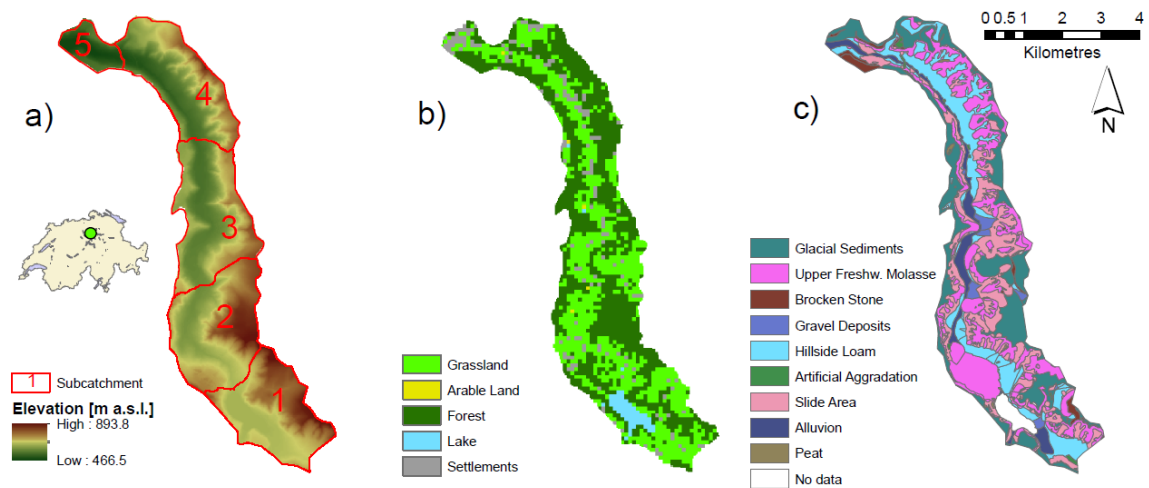 a)
5
4
3
2
1
1 Subcatchment
Elevation [m a.s.l.]
High : 893.8
Low : 466.5
b)
Grassland
Arable Land
Forest
Lake
Settlements
c)
0 0.5 1 2 3 4
Kilometres
N
Glacial Sediments
Upper Freshw. Molasse
Brocken Stone
Gravel Deposits
Hillside Loam
Artificial Aggradation
Slide Area
Alluvion
Peat
No data